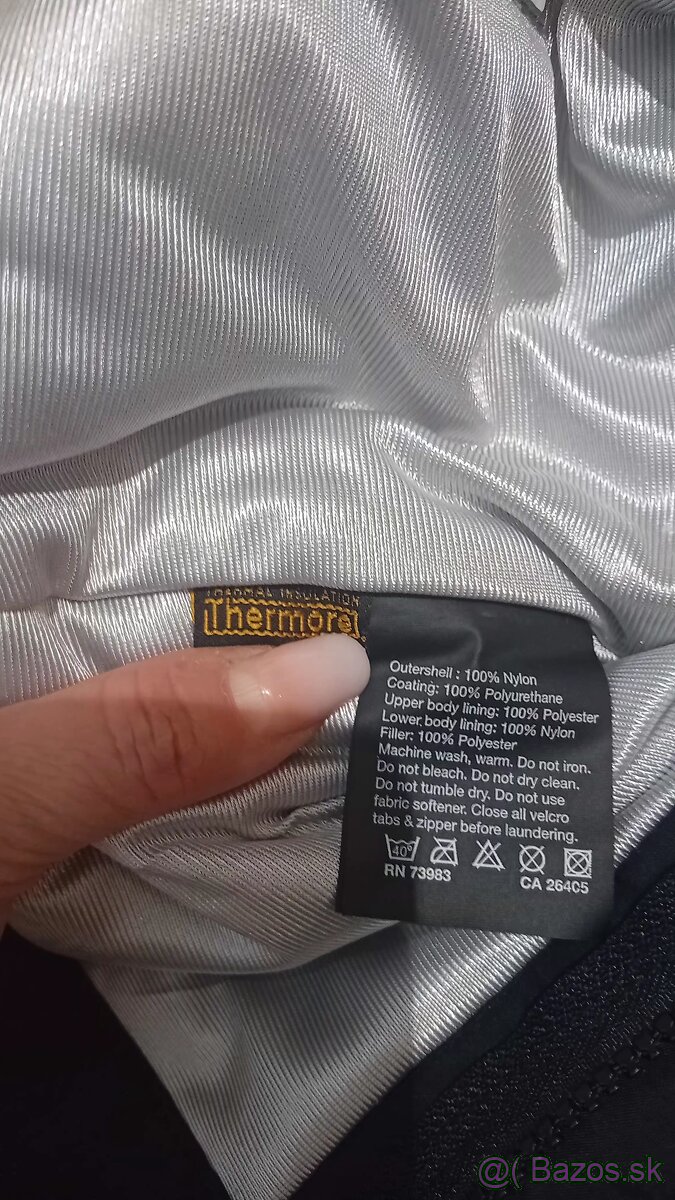 THERMAL INSULATION
Thermore
Outershell : 100% Nylon
Coating: 100% Polyurethane
Upper body lining: 100% Polyester
Lower body lining: 100% Nylon
Filler: 100% Polyester
Machine wash, warm. Do not iron.
Do not bleach. Do not dry clean.
Do not tumble dry. Do not use
fabric softener. Close all velcro
tabs & zipper before laundering.
40°
RN 73983 CA 26405
@( Bazos.sk